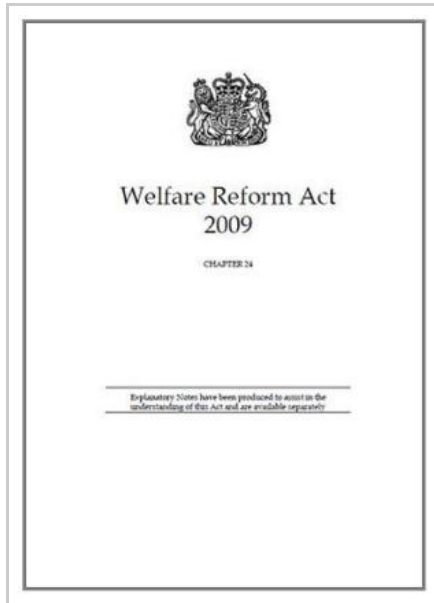 Welfare Reform Act
2009
CHAPTER 24
Explanatory Notes have been produced to assist in the
understanding of this Act and are available separately